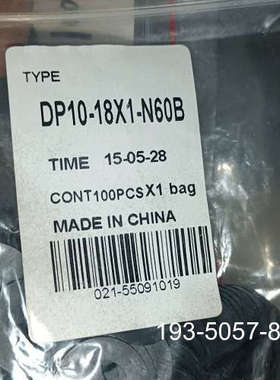 TYPE
DP10-18X1-N60B
TIME 15-05-28
CONT100PCSX1 bag
MADE IN CHINA
021-55091019
193-5057-8